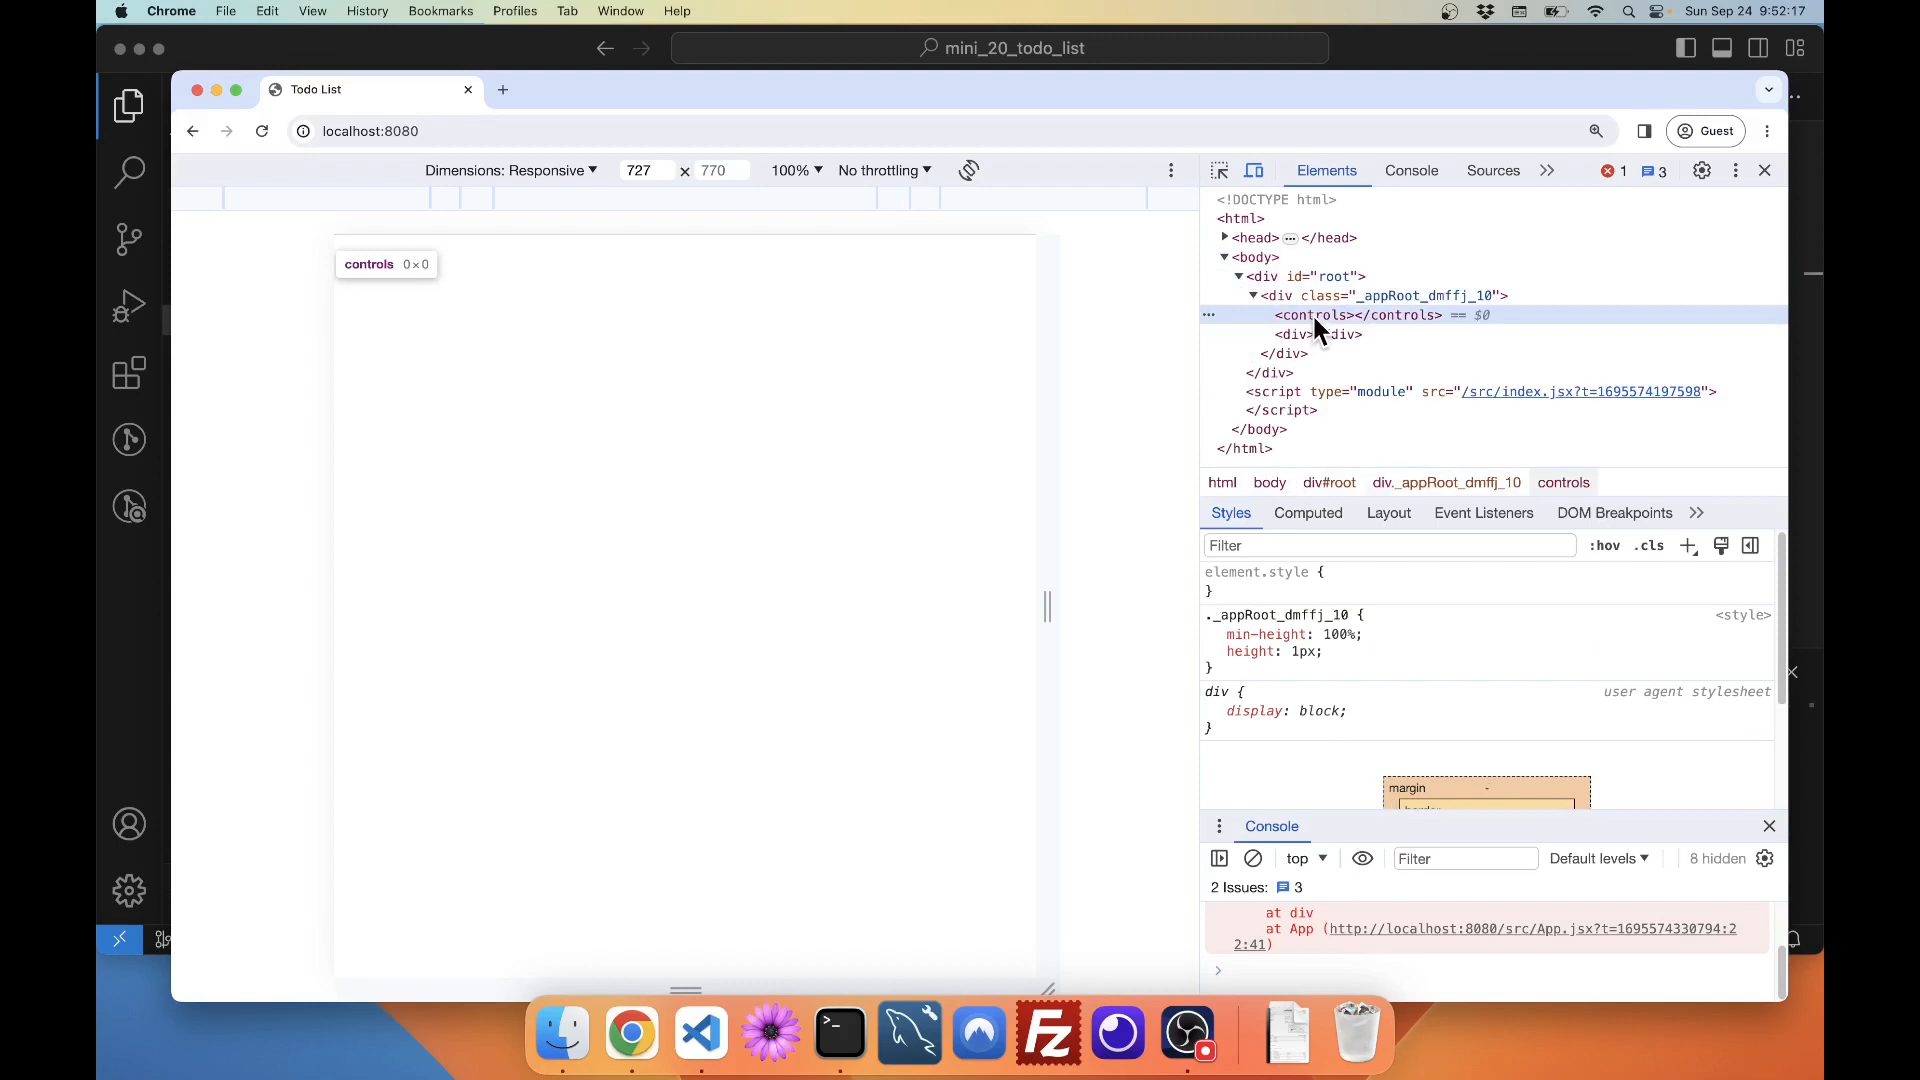 Chrome File Edit View History Bookmarks Profiles Tab Window Help Sun Sep 24 9:52:17
mini_20_todo_list
Todo List
localhost:8080
Guest
Dimensions: Responsive 727 × 770 100% No throttling
Elements Console Sources 1 3
<!DOCTYPE html>
<html>
<head> … </head>
<body>
<div id="root">
<div class="_appRoot_dmffj_10">
<controls></controls> == $0
<div> div>
</div>
</div>
<script type="module" src="/src/index.jsx?t=1695574197598">
</script>
</body>
</html>
controls 0×0
html body div#root div._appRoot_dmffj_10 controls
Styles Computed Layout Event Listeners DOM Breakpoints
Filter :hov .cls
element.style {
}
._appRoot_dmffj_10 { <style>
min-height: 100%;
height: 1px;
}
div { user agent stylesheet
display: block;
}
margin -
Console
top Filter Default levels 8 hidden
2 Issues: 3
at div
at App (http://localhost:8080/src/App.jsx?t=1695574330794:2
2:41)
>
Fz